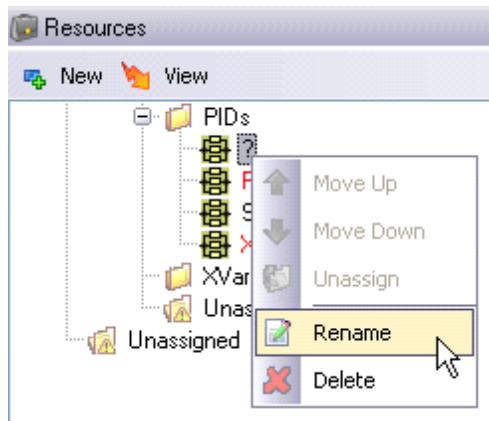 Resources
New View
PIDs
?
Move Up
Move Down
Unassign
Rename
Unassigned
Delete